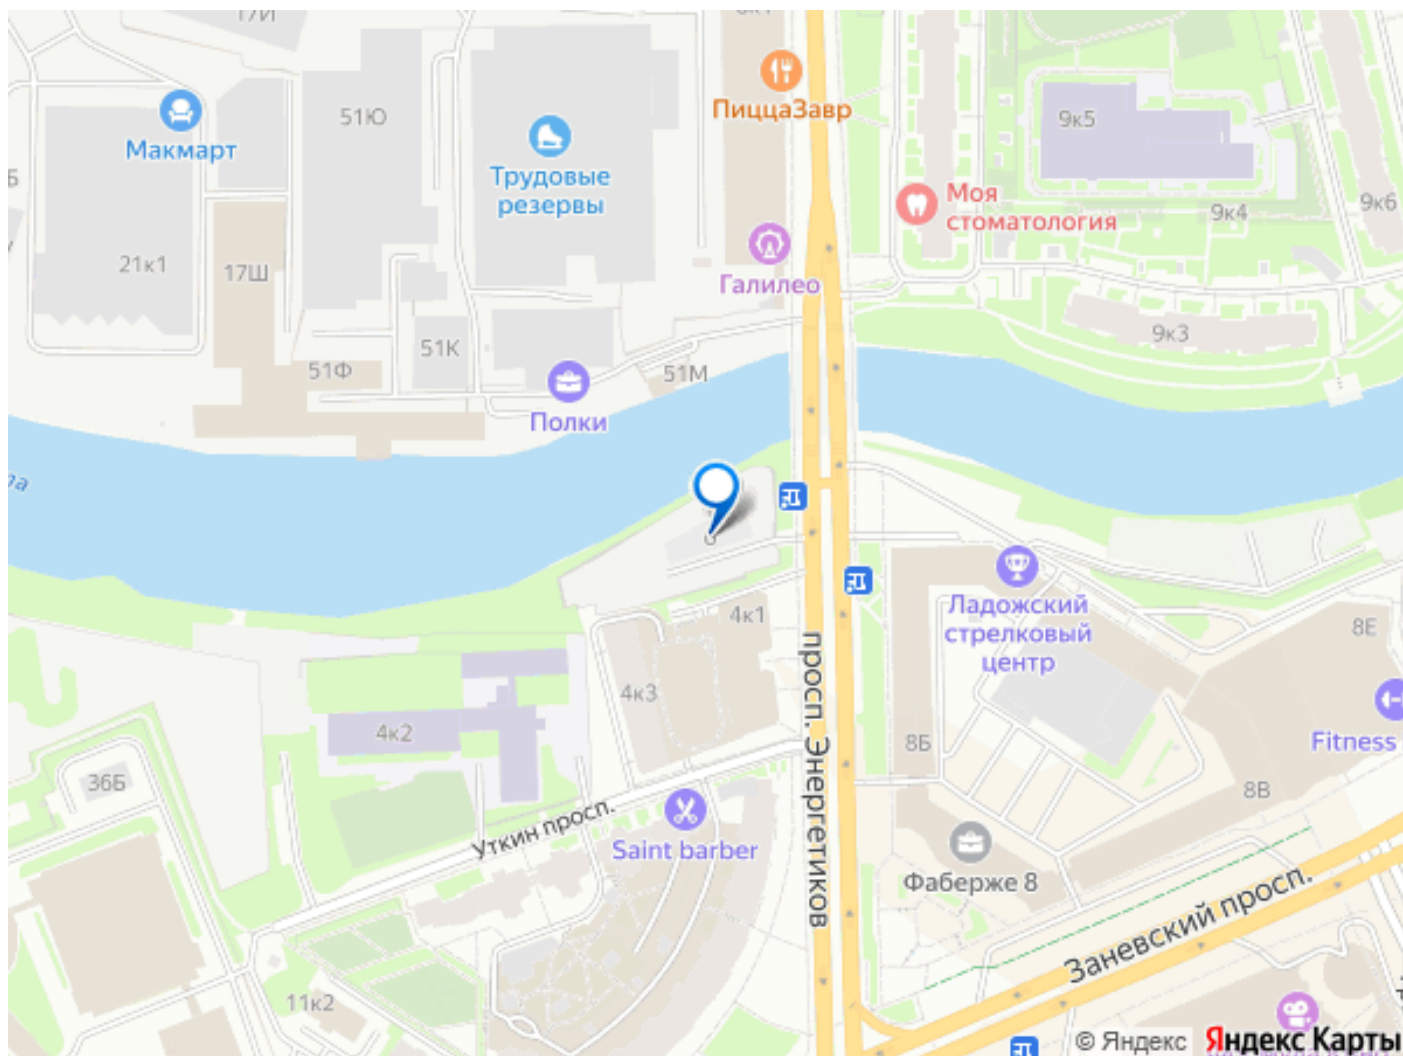 17И
6к1
ПиццаЗавр
51Ю
9к5
Макмарт
Трудовые
резервы
Моя
стоматология
9к4
9к6
21к1
17Ш
Галилео
9к3
51К
51Ф
51М
Полки
ла
Ладожский
стрелковый
центр
4к1
8Е
4к3
просп. Энергетиков
4к2
8Б
Fitness
36Б
8В
Уткин просп.
Saint barber
Фаберже 8
Заневский просп.
11к2
© Яндекс Яндекс Карты